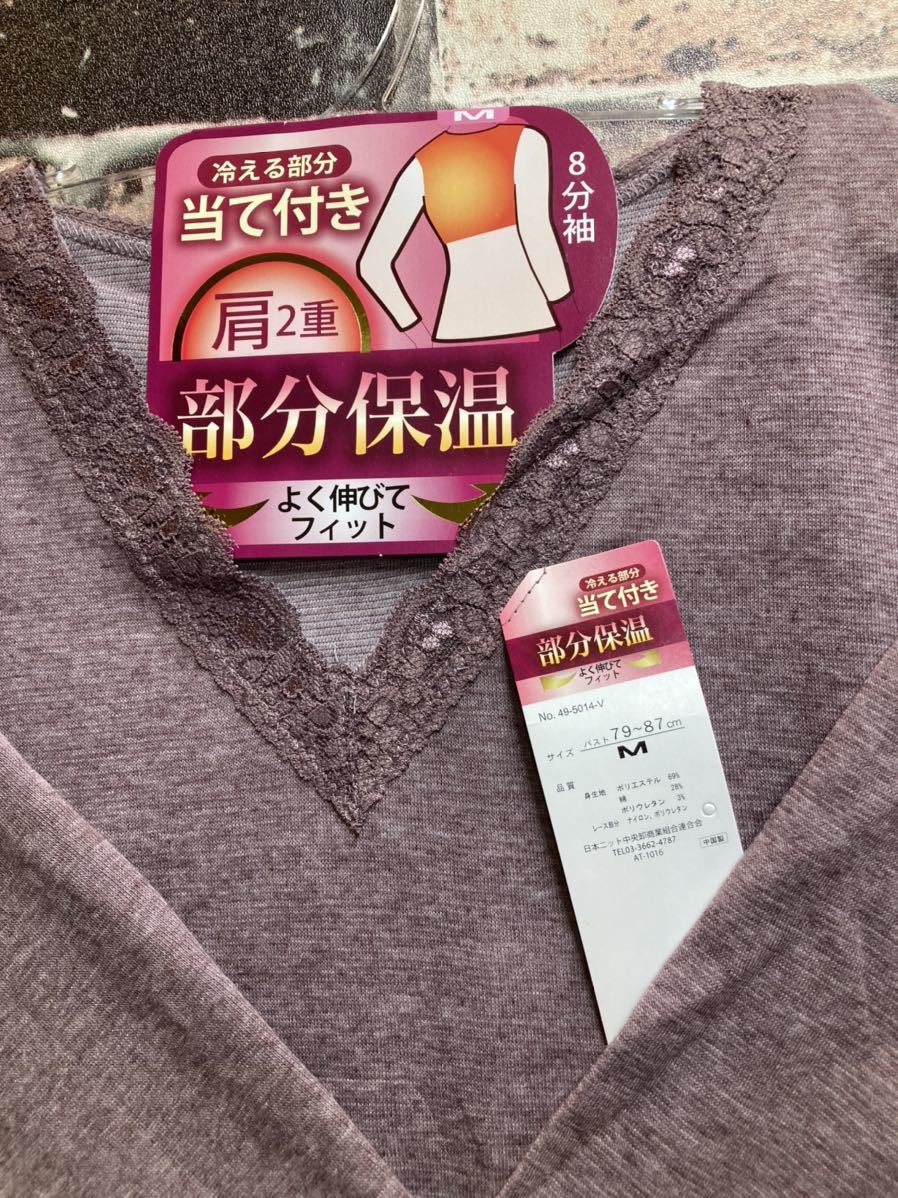 M
冷える部分
当て付き
8分袖
肩2重
部分保温
よく伸びて
フィット
冷える部分
当て付き
部分保温
よく伸びて
フィット
No. 49-5014-V
サイズ バスト 79~87cm
M
品質 身生地 ポリエステル 69%
綿 28%
ポリウレタン 3%
レース部分 ナイロン、ポリウレタン
日本ニット中央卸商業組合連合会
TEL03-3662-4787
AT-1016
中国製